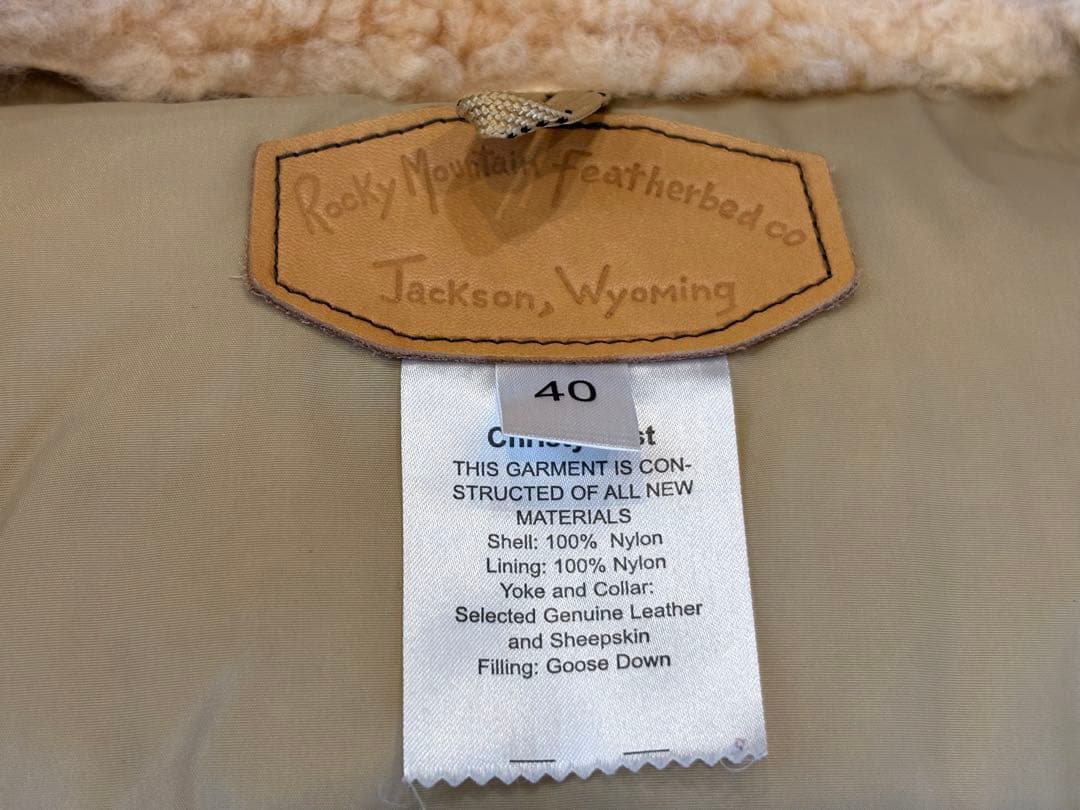 Rocky Mountain Featherbed co
Jackson, Wyoming
40
THIS GARMENT IS CON-
STRUCTED OF ALL NEW
MATERIALS
Shell: 100% Nylon
Lining: 100% Nylon
Yoke and Collar:
Selected Genuine Leather
and Sheepskin
Filling: Goose Down